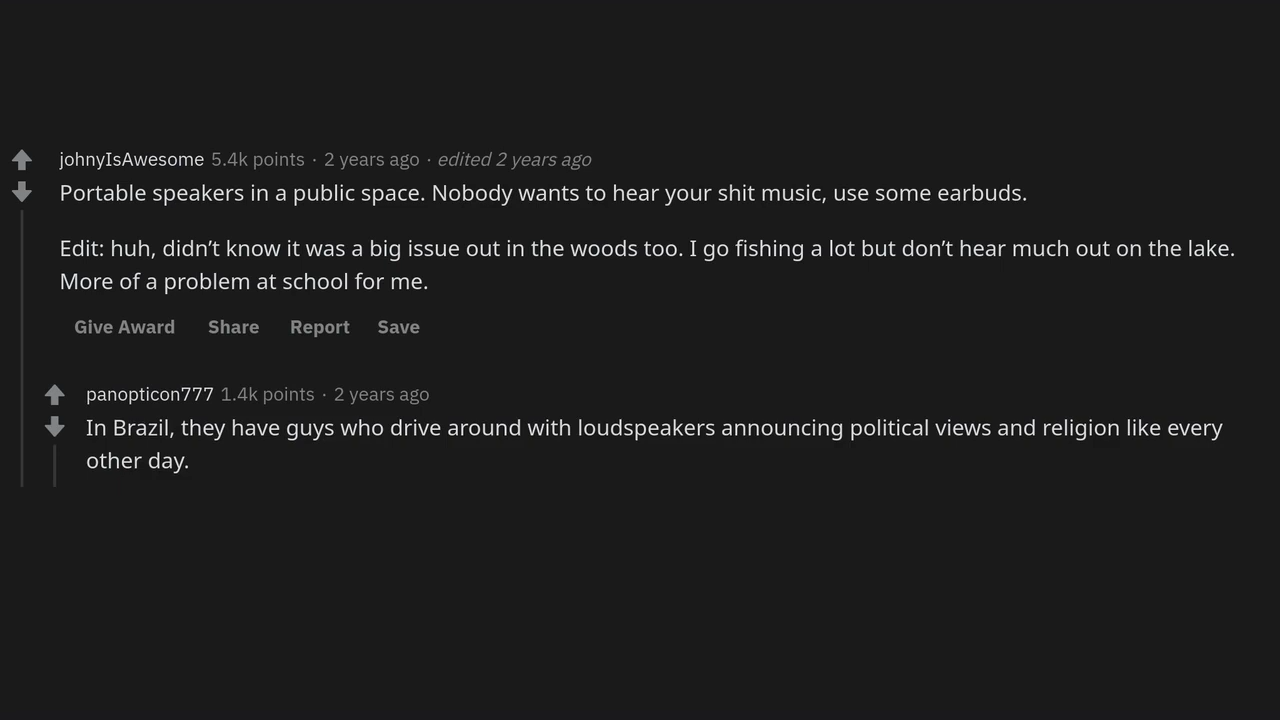 johnyIsAwesome 5.4k points · 2 years ago · edited 2 years ago
Portable speakers in a public space. Nobody wants to hear your shit music, use some earbuds.
Edit: huh, didn’t know it was a big issue out in the woods too. I go fishing a lot but don’t hear much out on the lake.
More of a problem at school for me.
Give Award Share Report Save
panopticon777 1.4k points · 2 years ago
In Brazil, they have guys who drive around with loudspeakers announcing political views and religion like every
other day.